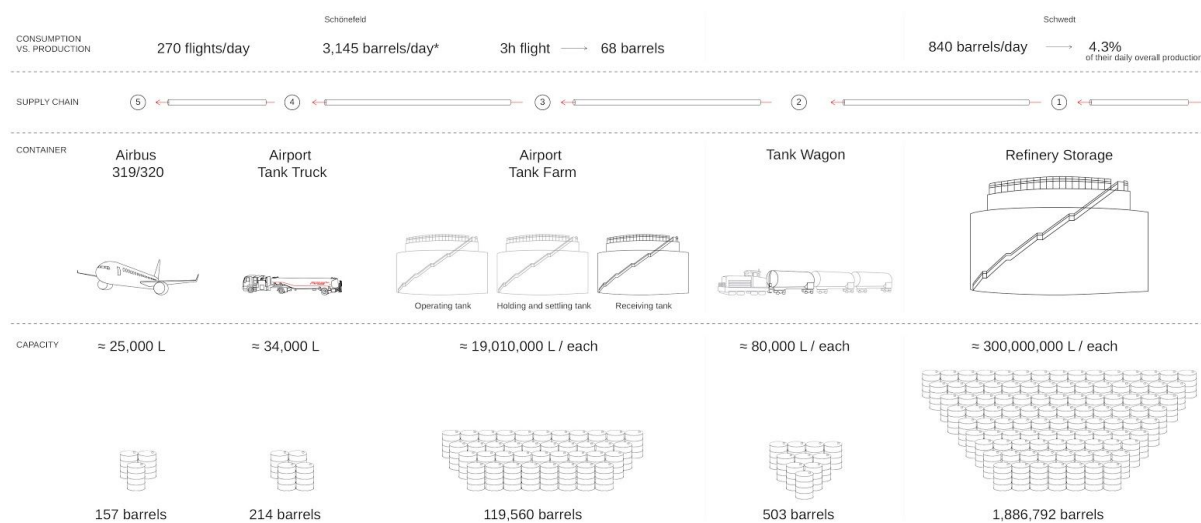 Schönefeld
Schwedt
CONSUMPTION
VS. PRODUCTION
270 flights/day
3,145 barrels/day*
3h flight
68 barrels
840 barrels/day
4.3%
of their daily overall production
SUPPLY CHAIN
5
4
3
2
1
CONTAINER
Airbus
319/320
Airport
Tank Truck
Airport
Tank Farm
Tank Wagon
Refinery Storage
Operating tank
Holding and settling tank
Receiving tank
CAPACITY
≈ 25,000 L
≈ 34,000 L
≈ 19,010,000 L / each
≈ 80,000 L / each
≈ 300,000,000 L / each
157 barrels
214 barrels
119,560 barrels
503 barrels
1,886,792 barrels